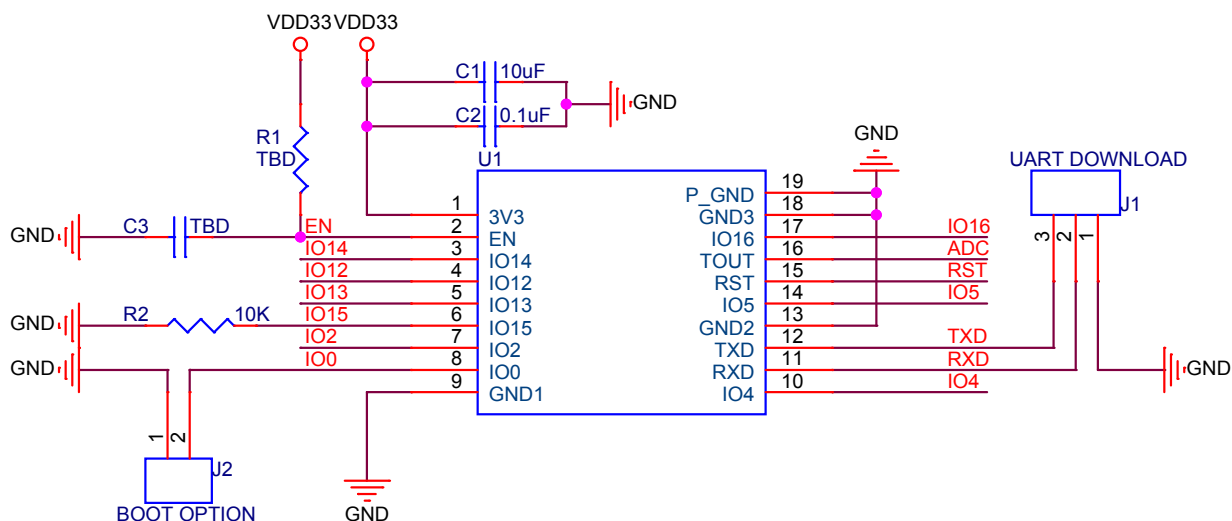 VDD33 VDD33
C1 10uF
GND
C2 0.1uF
R1
TBD
U1
GND
UART DOWNLOAD
J1
3 2 1
GND C3 TBD
EN
IO14
IO12
IO13
GND R2 10K IO15
IO2
GND IO0
1 3V3
2 EN
3 IO14
4 IO12
5 IO13
6 IO15
7 IO2
8 IO0
9 GND1
P_GND 19
GND3 18
IO16 17 IO16
TOUT 16 ADC
RST 15 RST
IO5 14 IO5
GND2 13
TXD 12 TXD
RXD 11 RXD
IO4 10 IO4
GND
1 2
J2
BOOT OPTION
GND